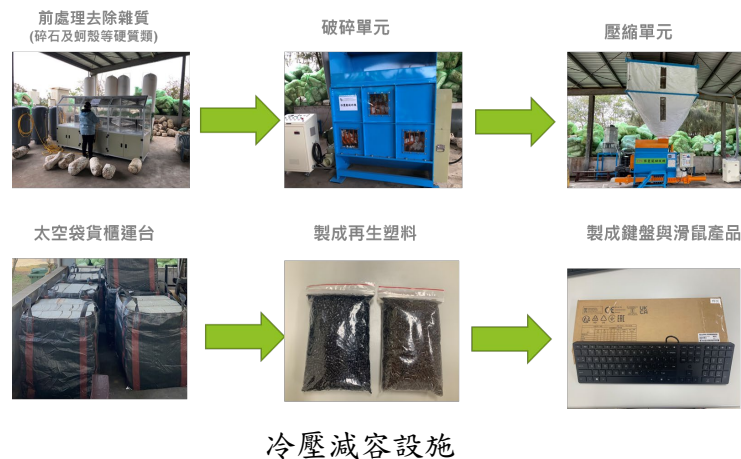 前處理去除雜質
(碎石及蚵殼等硬質類)
破碎單元
壓縮單元
太空袋貨櫃運台
製成再生塑料
製成鍵盤與滑鼠產品
冷壓減容設施